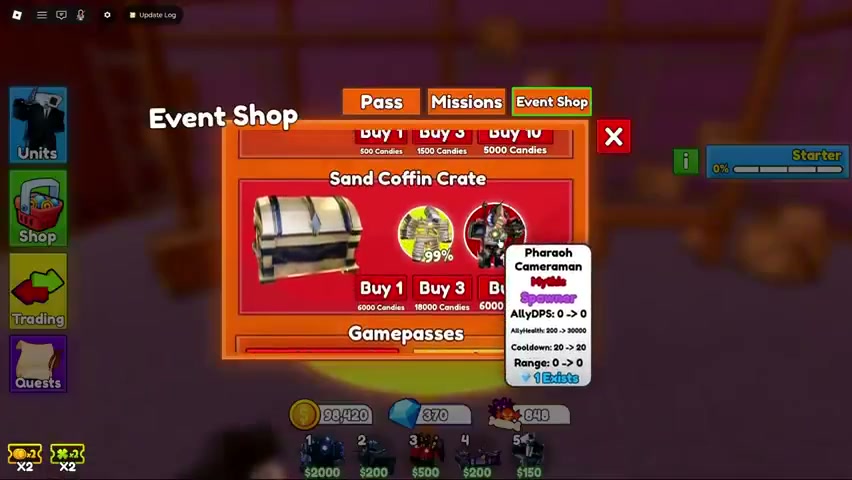 Update Log
Event Shop
Pass
Missions
Event Shop
X
Buy 1
Buy 3
Buy 10
500 Candies
1500 Candies
5000 Candies
Sand Coffin Crate
.99%
Buy 1
Buy 3
6000 Candies
18000 Candies
Gamepasses
Pharaoh
Cameraman
Mythic
Spawner
AllyDPS: 0 -> 0
AllyHealth: 200 -> 30000
Cooldown: 20 -> 20
Range: 0 -> 0
1 Exists
Units
Shop
Trading
Quests
i
Starter
0%
98,420
370
848
1
2
3
4
5
$2000
$200
$500
$200
$150
X2
X2